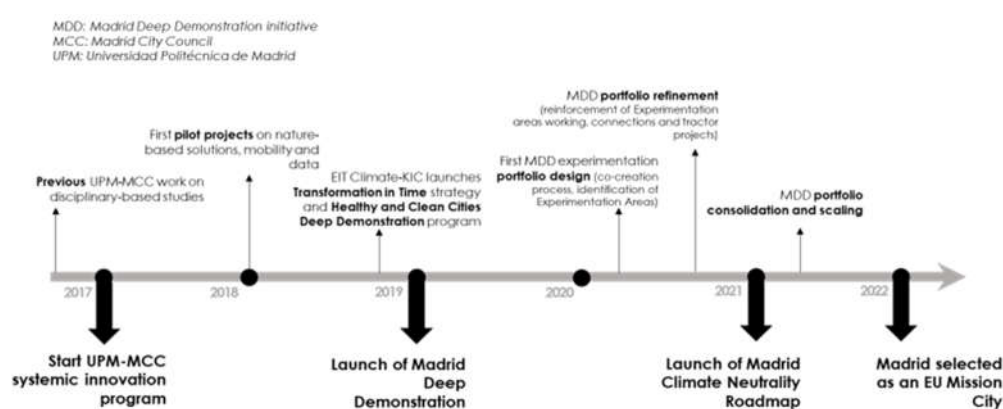 MDD: Madrid Deep Demonstration initiative
MCC: Madrid City Council
UPM: Universidad Politécnica de Madrid
MDD portfolio refinement
(reinforcement of Experimentation
areas working, connections and tractor
projects)
First pilot projects on nature-
based solutions, mobility and
data
Previous UPM-MCC work on
disciplinary-based studies
EIT Climate-KIC launches
Transformation in Time strategy
and Healthy and Clean Cities
Deep Demonstration program
First MDD experimentation
portfolio design (co-creation
process, identification of
Experimentation Areas)
MDD portfolio
consolidation and scaling
2017
2018
2019
2020
2021
2022
Start UPM-MCC
systemic innovation
program
Launch of Madrid
Deep
Demonstration
Launch of Madrid
Climate Neutrality
Roadmap
Madrid selected
as an EU Mission
City